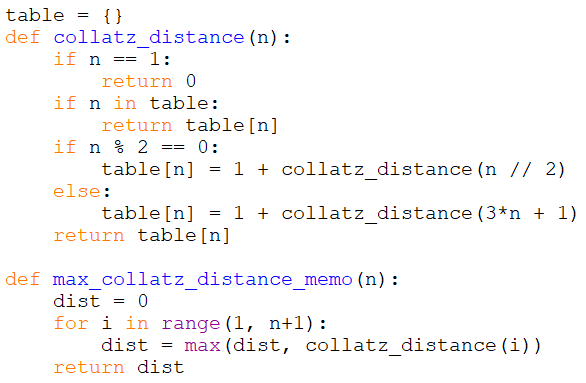 table = {}
def collatz_distance(n):
    if n == 1:
        return 0
    if n in table:
        return table[n]
    if n % 2 == 0:
        table[n] = 1 + collatz_distance(n // 2)
    else:
        table[n] = 1 + collatz_distance(3*n + 1)
    return table[n]

def max_collatz_distance_memo(n):
    dist = 0
    for i in range(1, n+1):
        dist = max(dist, collatz_distance(i))
    return dist